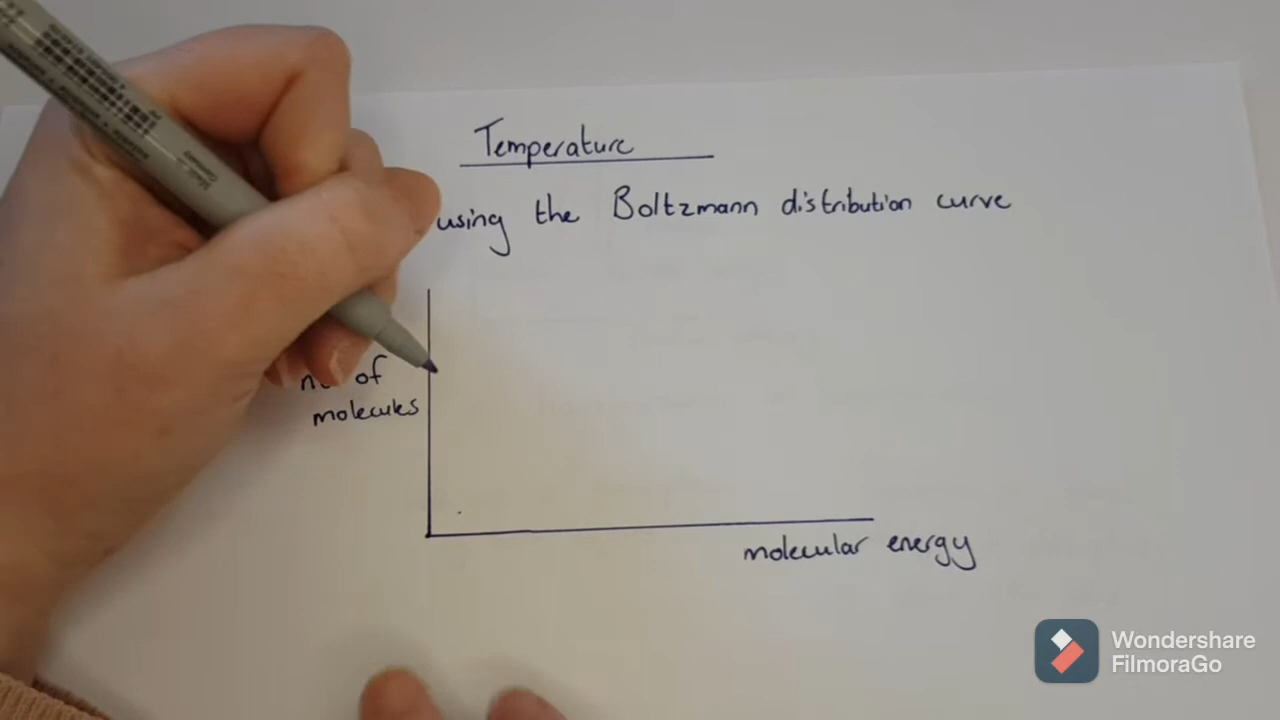 Temperature
using the Boltzmann distribution curve
of
molecules
molecular energy
Wondershare
FilmoraGo